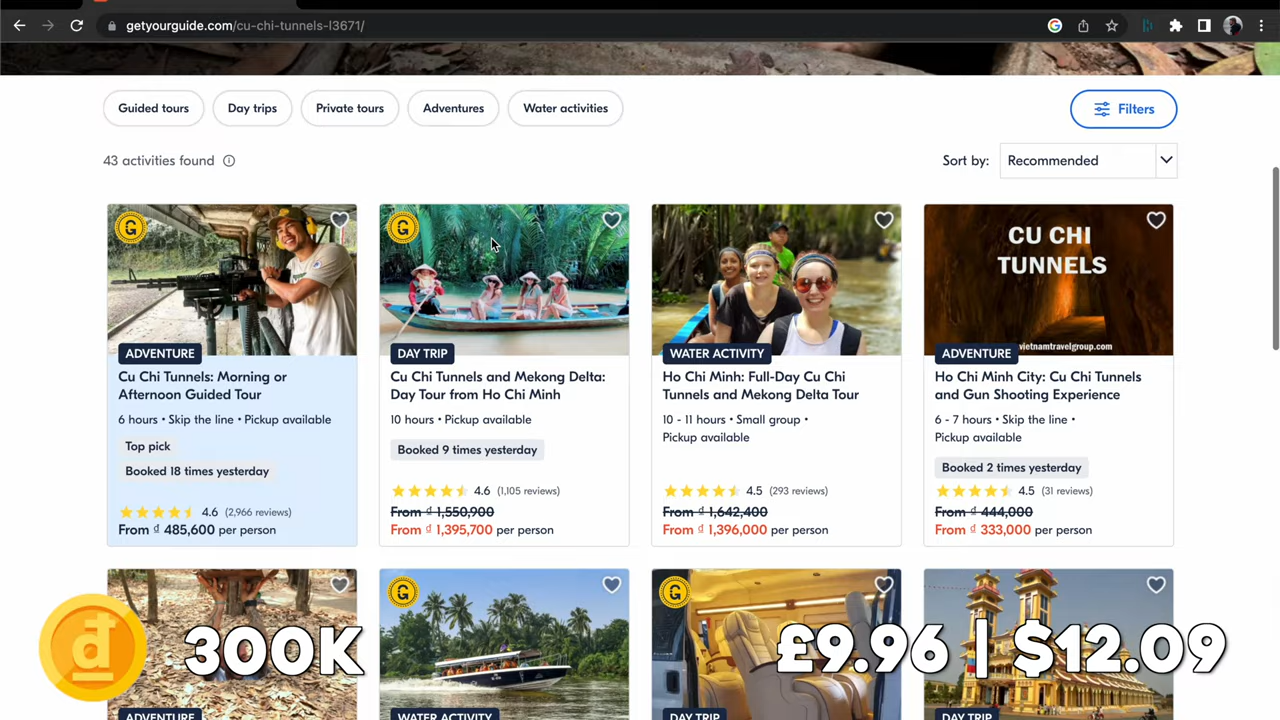 getyourguide.com/cu-chi-tunnels-l3671/
Guided tours
Day trips
Private tours
Adventures
Water activities
Filters
43 activities found
Sort by:
Recommended
G
ADVENTURE
Cu Chi Tunnels: Morning or
Afternoon Guided Tour
6 hours • Skip the line • Pickup available
Top pick
Booked 18 times yesterday
4.6 (2,966 reviews)
From ₫ 485,600 per person
G
DAY TRIP
Cu Chi Tunnels and Mekong Delta:
Day Tour from Ho Chi Minh
10 hours • Pickup available
Booked 9 times yesterday
4.6 (1,105 reviews)
From ₫ 1,550,900
From ₫ 1,395,700 per person
WATER ACTIVITY
Ho Chi Minh: Full-Day Cu Chi
Tunnels and Mekong Delta Tour
10 - 11 hours • Small group •
Pickup available
4.5 (293 reviews)
From ₫ 1,642,400
From ₫ 1,396,000 per person
CU CHI
TUNNELS
vietnamtravelgroup.com
ADVENTURE
Ho Chi Minh City: Cu Chi Tunnels
and Gun Shooting Experience
6 - 7 hours • Skip the line •
Pickup available
Booked 2 times yesterday
4.5 (31 reviews)
From ₫ 444,000
From ₫ 333,000 per person
G
G
đ
300K
£9.96 | $12.09
ADVENTURE
WATER ACTIVITY
DAY TRIP
DAY TRIP